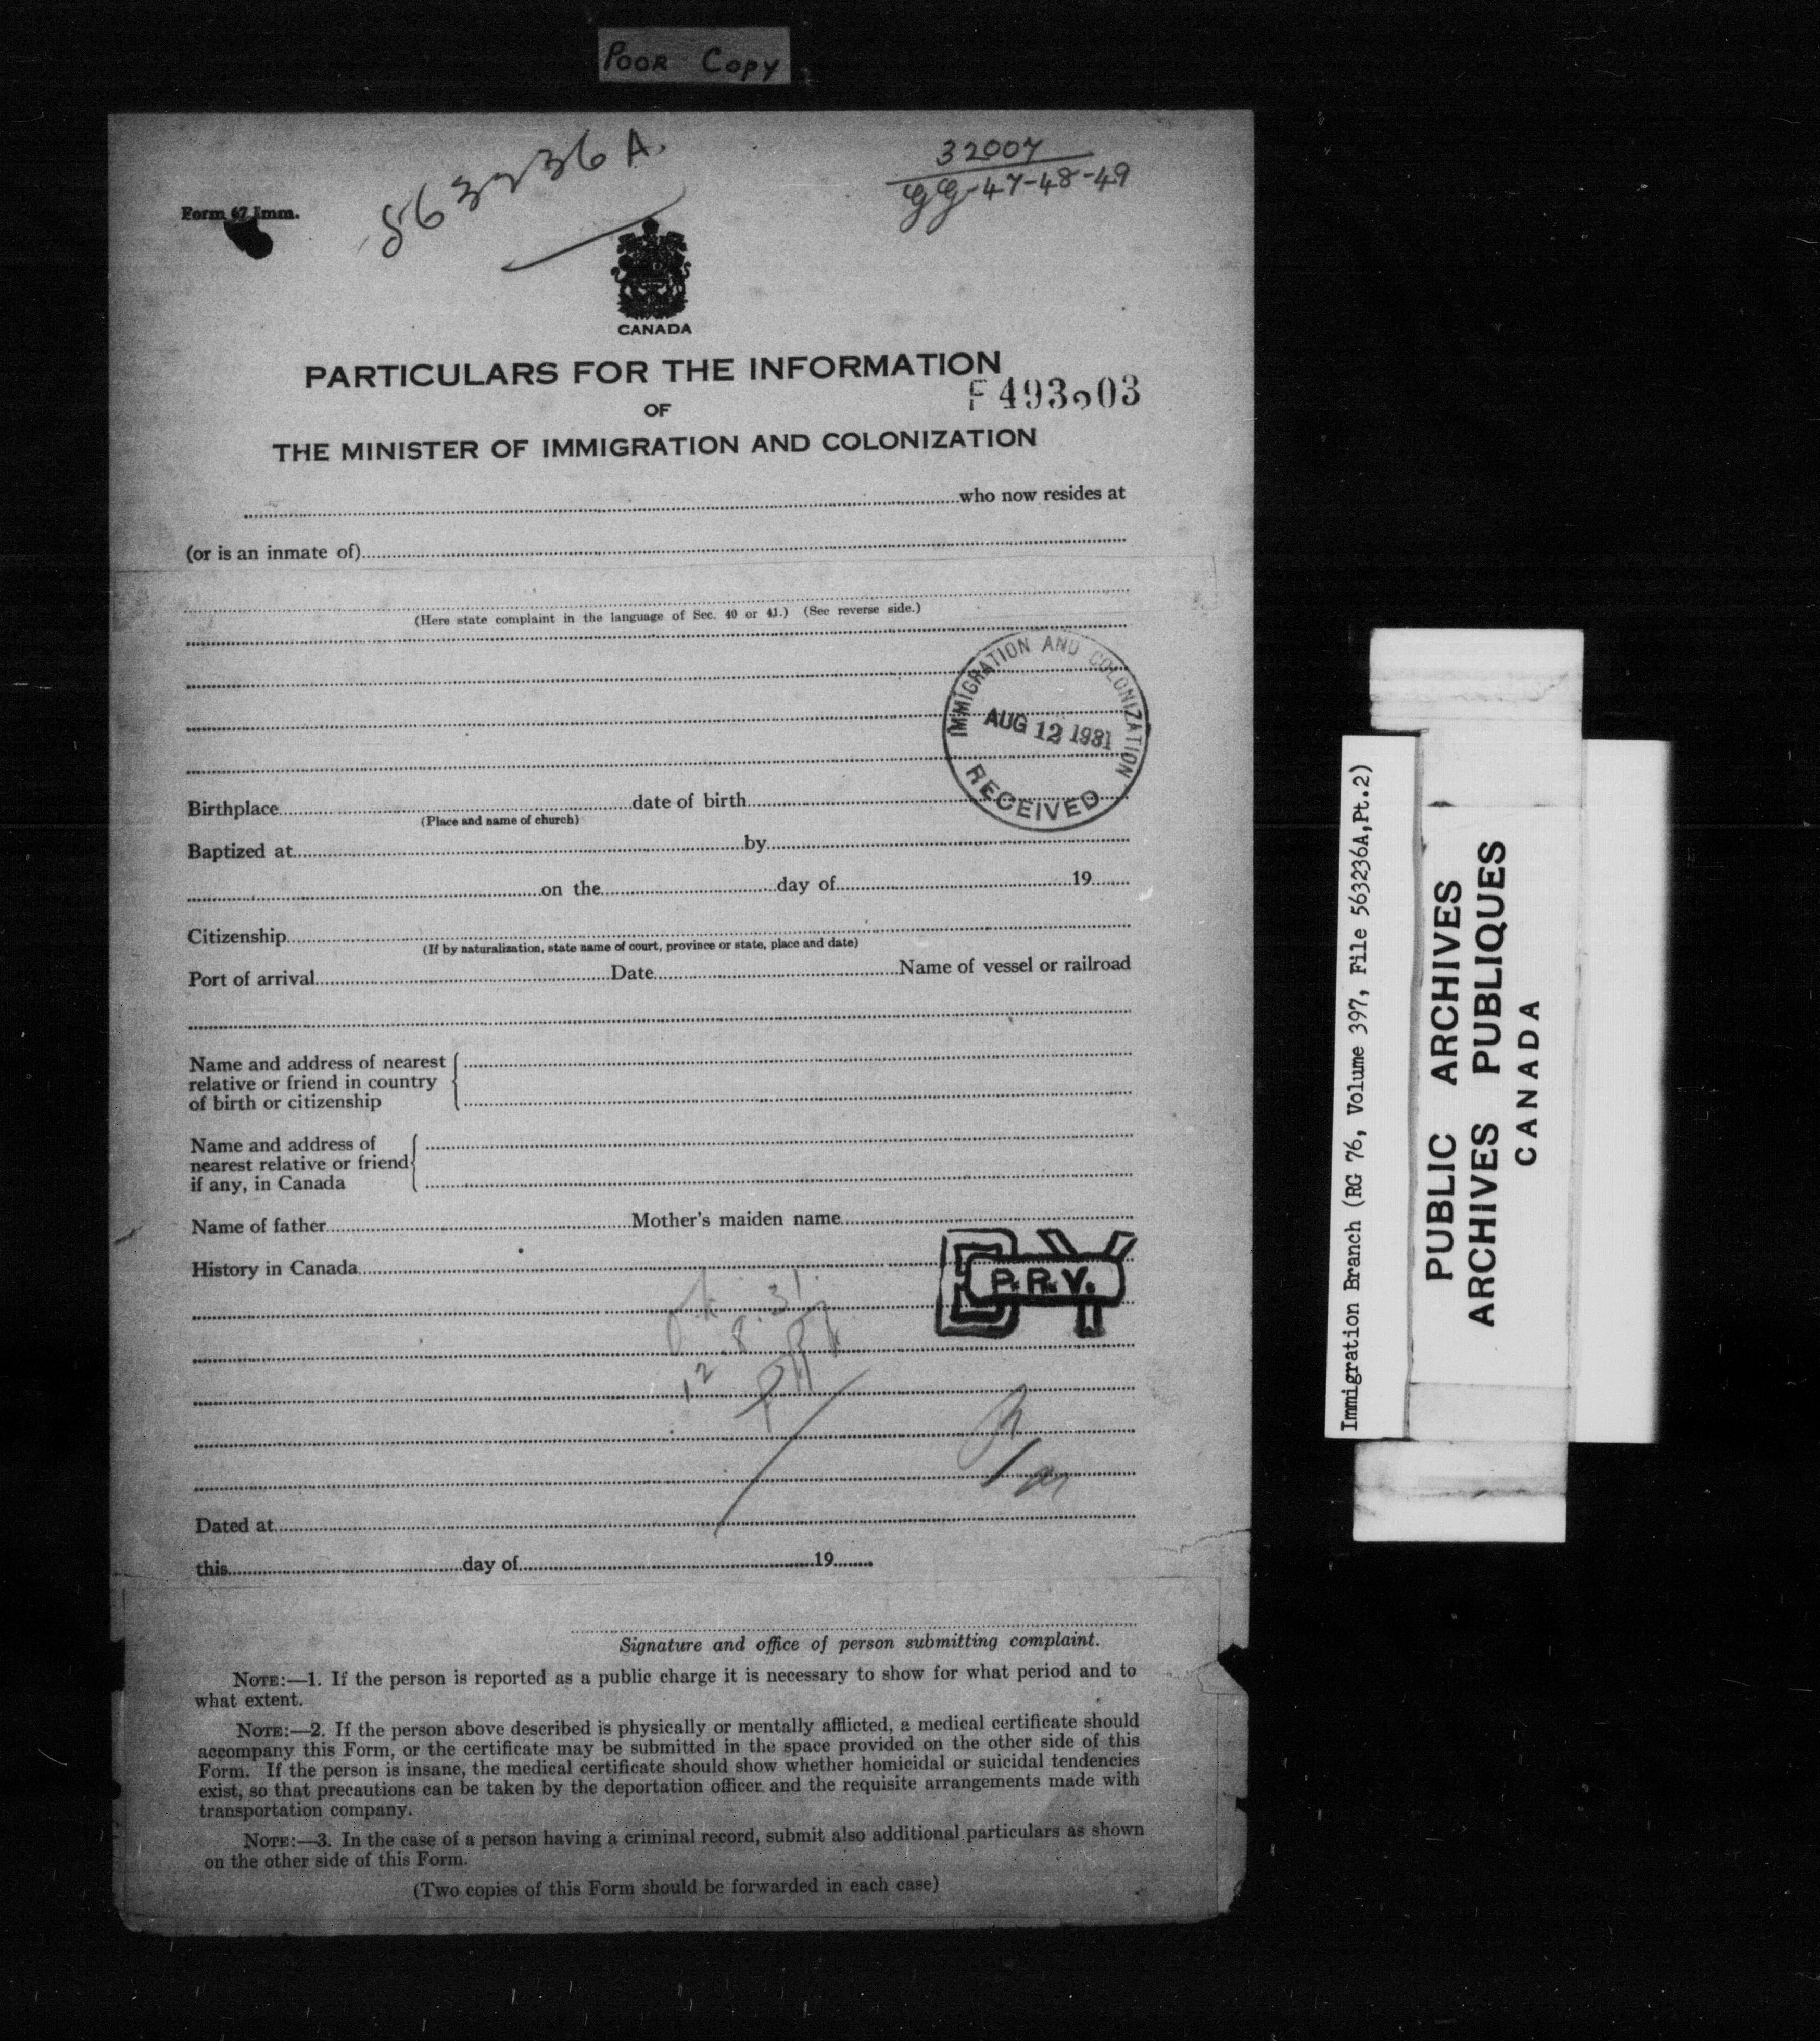 POOR COPY
563236 A.
32007
GG-47-48-49
Form 67 Imm.
CANADA
PARTICULARS FOR THE INFORMATION
F493203
OF
THE MINISTER OF IMMIGRATION AND COLONIZATION
who now resides at
(or is an inmate of)
(Here state complaint in the language of Sec. 40 or 41.) (See reverse side.)
IMMIGRATION AND COLONIZATION
AUG 12 1931
RECEIVED
Birthplace date of birth
(Place and name of church)
Baptized at by
on the day of 19
Citizenship
(If by naturalization, state name of court, province or state, place and date)
Port of arrival Date Name of vessel or railroad
Name and address of nearest
relative or friend in country
of birth or citizenship
Name and address of
nearest relative or friend
if any, in Canada
Name of father Mother's maiden name
History in Canada
P.R.V.
O.K.
12.8.31
Dated at
this day of 19
Signature and office of person submitting complaint.
NOTE:—1. If the person is reported as a public charge it is necessary to show for what period and to
what extent.
NOTE:—2. If the person above described is physically or mentally afflicted, a medical certificate should
accompany this Form, or the certificate may be submitted in the space provided on the other side of this
Form. If the person is insane, the medical certificate should show whether homicidal or suicidal tendencies
exist, so that precautions can be taken by the deportation officer and the requisite arrangements made with
transportation company.
NOTE:—3. In the case of a person having a criminal record, submit also additional particulars as shown
on the other side of this Form.
(Two copies of this Form should be forwarded in each case)
Immigration Branch (RG 76, Volume 397, File 563236A,Pt.2)
PUBLIC ARCHIVES
ARCHIVES PUBLIQUES
CANADA